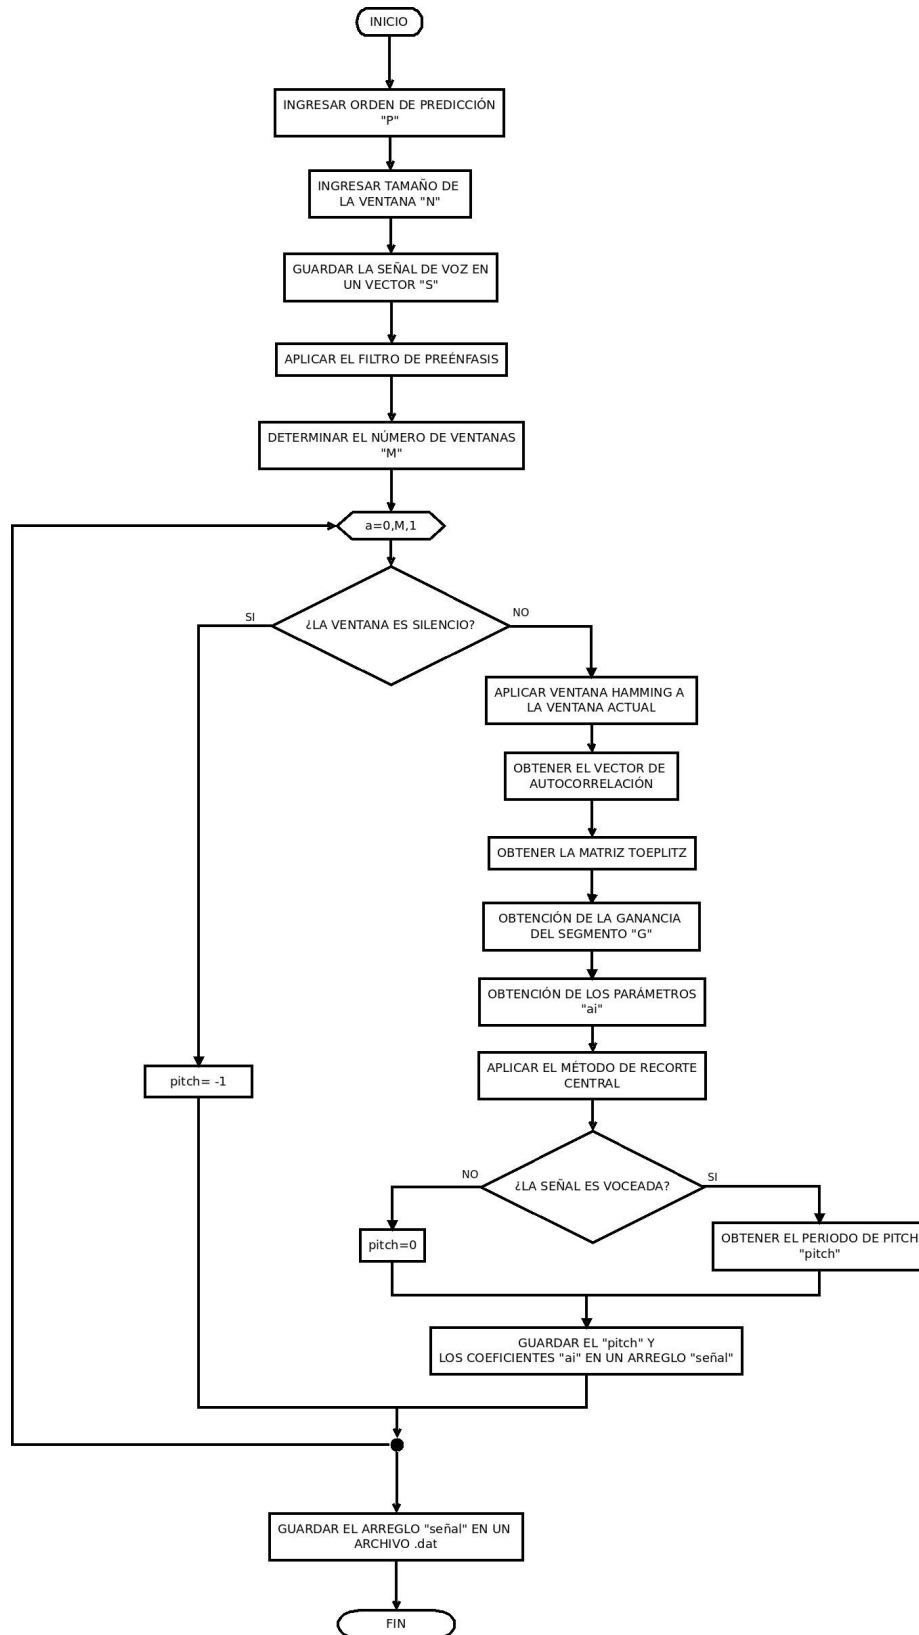 INICIO
INGRESAR ORDEN DE PREDICCIÓN
"P"
INGRESAR TAMAÑO DE
LA VENTANA "N"
GUARDAR LA SEÑAL DE VOZ EN
UN VECTOR "S"
APLICAR EL FILTRO DE PREÉNFASIS
DETERMINAR EL NÚMERO DE VENTANAS
"M"
a=0,M,1
¿LA VENTANA ES SILENCIO?
SI
NO
APLICAR VENTANA HAMMING A
LA VENTANA ACTUAL
OBTENER EL VECTOR DE
AUTOCORRELACIÓN
OBTENER LA MATRIZ TOEPLITZ
OBTENCIÓN DE LA GANANCIA
DEL SEGMENTO "G"
OBTENCIÓN DE LOS PARÁMETROS
"ai"
pitch= -1
APLICAR EL MÉTODO DE RECORTE
CENTRAL
¿LA SEÑAL ES VOCEADA?
NO
SI
pitch=0
OBTENER EL PERIODO DE PITCH
"pitch"
GUARDAR EL "pitch" Y
LOS COEFICIENTES "ai" EN UN ARREGLO "señal"
GUARDAR EL ARREGLO "señal" EN UN
ARCHIVO .dat
FIN